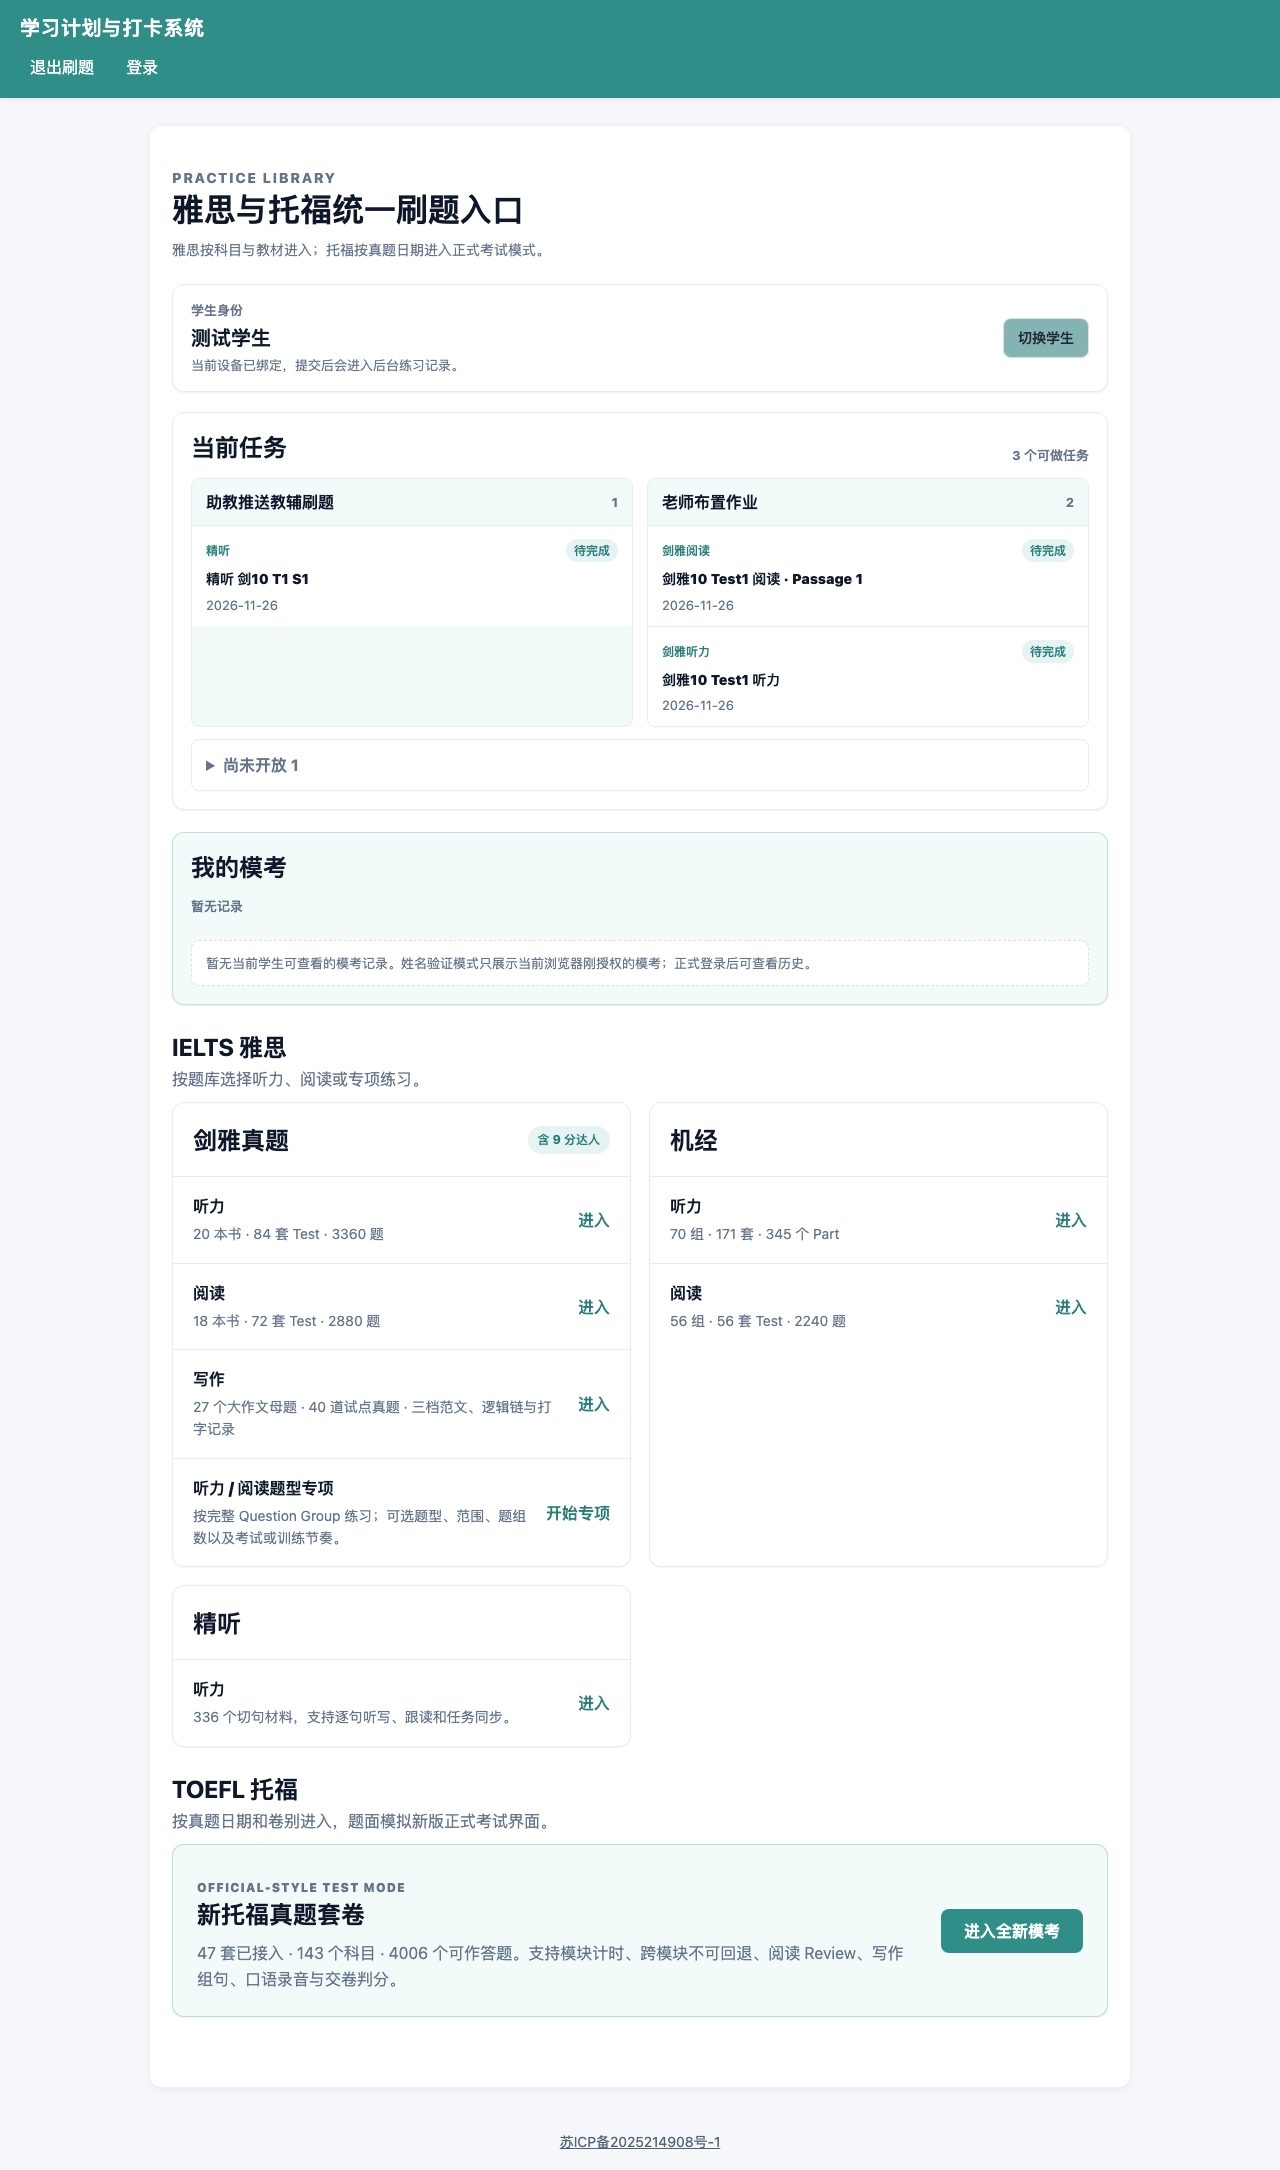 学习计划与打卡系统
退出刷题 登录
PRACTICE LIBRARY
雅思与托福统一刷题入口
雅思按科目与教材进入；托福按真题日期进入正式考试模式。
学生身份
测试学生
当前设备已绑定，提交后会进入后台练习记录。
切换学生
当前任务
3 个可做任务
助教推送教辅刷题 1
精听 待完成
精听 剑10 T1 S1
2026-11-26
老师布置作业 2
剑雅阅读 待完成
剑雅10 Test1 阅读 · Passage 1
2026-11-26
剑雅听力 待完成
剑雅10 Test1 听力
2026-11-26
▶ 尚未开放 1
我的模考
暂无记录
暂无当前学生可查看的模考记录。姓名验证模式只展示当前浏览器刚授权的模考；正式登录后可查看历史。
IELTS 雅思
按题库选择听力、阅读或专项练习。
剑雅真题 含 9 分达人
听力
20 本书 · 84 套 Test · 3360 题
进入
阅读
18 本书 · 72 套 Test · 2880 题
进入
写作
27 个大作文母题 · 40 道试点真题 · 三档范文、逻辑链与打
字记录
进入
听力 / 阅读题型专项
按完整 Question Group 练习；可选题型、范围、题组
数以及考试或训练节奏。
开始专项
机经
听力
70 组 · 171 套 · 345 个 Part
进入
阅读
56 组 · 56 套 Test · 2240 题
进入
精听
听力
336 个切句材料，支持逐句听写、跟读和任务同步。
进入
TOEFL 托福
按真题日期和卷别进入，题面模拟新版正式考试界面。
OFFICIAL-STYLE TEST MODE
新托福真题套卷
47 套已接入 · 143 个科目 · 4006 个可作答题。支持模块计时、跨模块不可回退、阅读 Review、写作
组句、口语录音与交卷判分。
进入全新模考
苏ICP备2025214908号-1